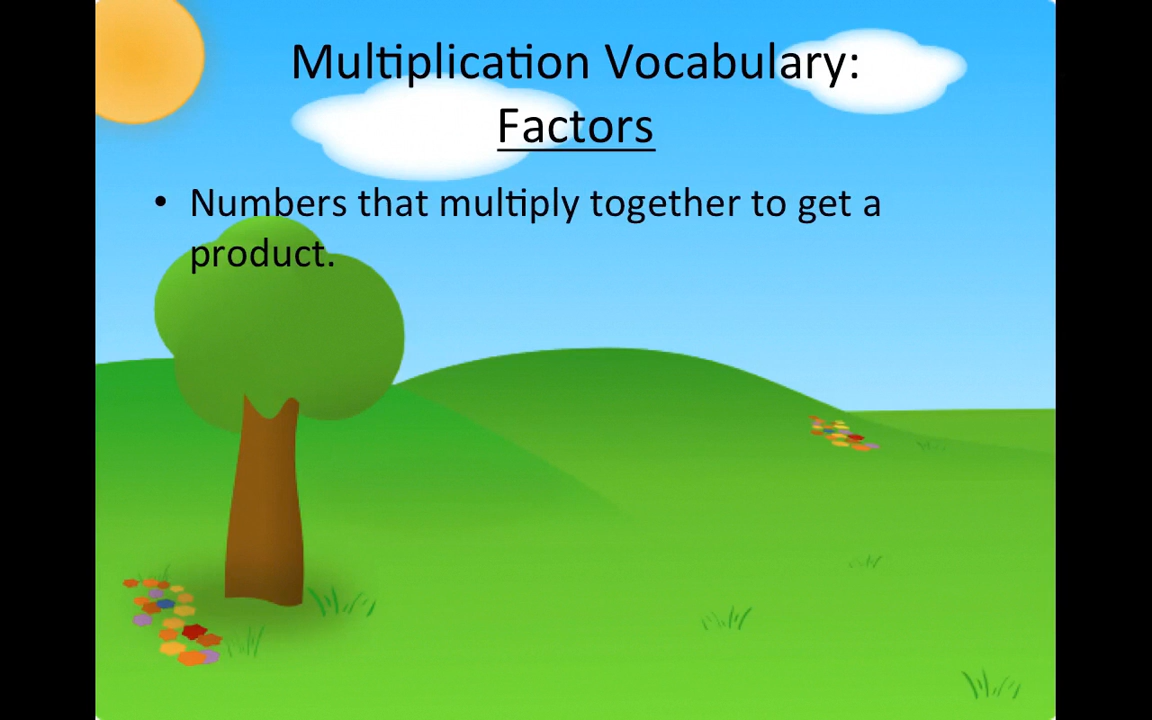 Multiplication Vocabulary:
Factors
• Numbers that multiply together to get a
product.